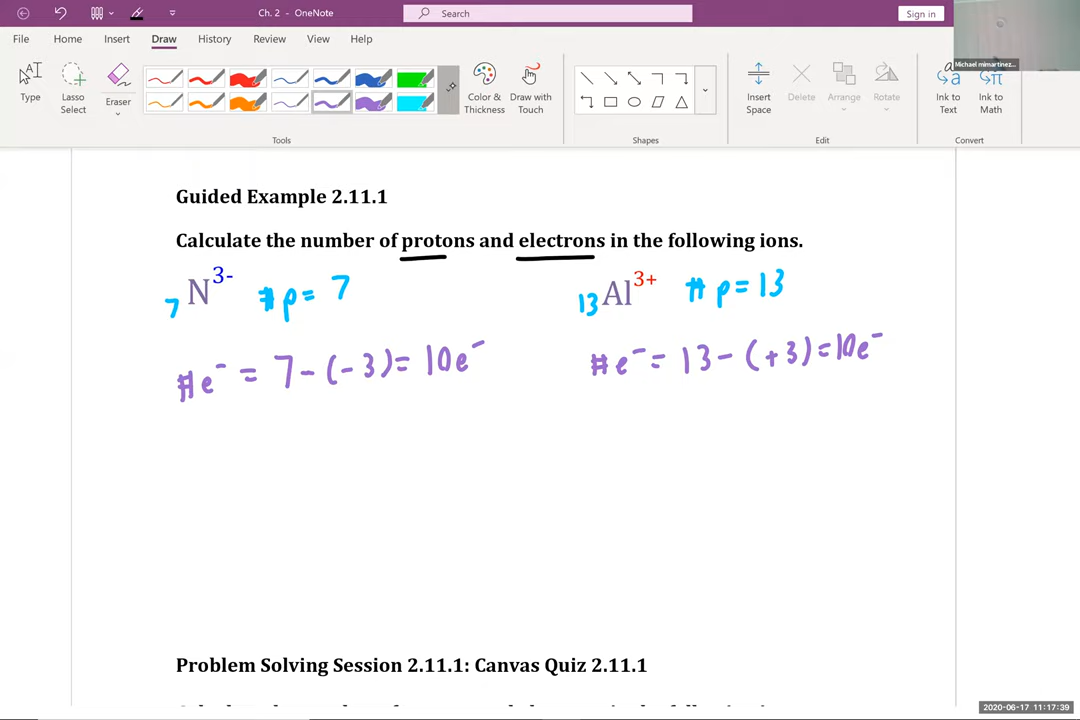 Ch. 2 - OneNote
Search
Sign in
File Home Insert Draw History Review View Help
Michael mimartinez...
Type
Lasso Select
Eraser
Color & Thickness
Draw with Touch
Insert Space
Delete
Arrange
Rotate
Ink to Text
Ink to Math
Tools
Shapes
Edit
Convert
Guided Example 2.11.1
Calculate the number of protons and electrons in the following ions.
₇N³⁻ #p = 7
₁₃Al³⁺ #p = 13
#e⁻ = 7 - (-3) = 10e⁻
#e⁻ = 13 - (+3) = 10e⁻
Problem Solving Session 2.11.1: Canvas Quiz 2.11.1
2020-06-17 11:17:39